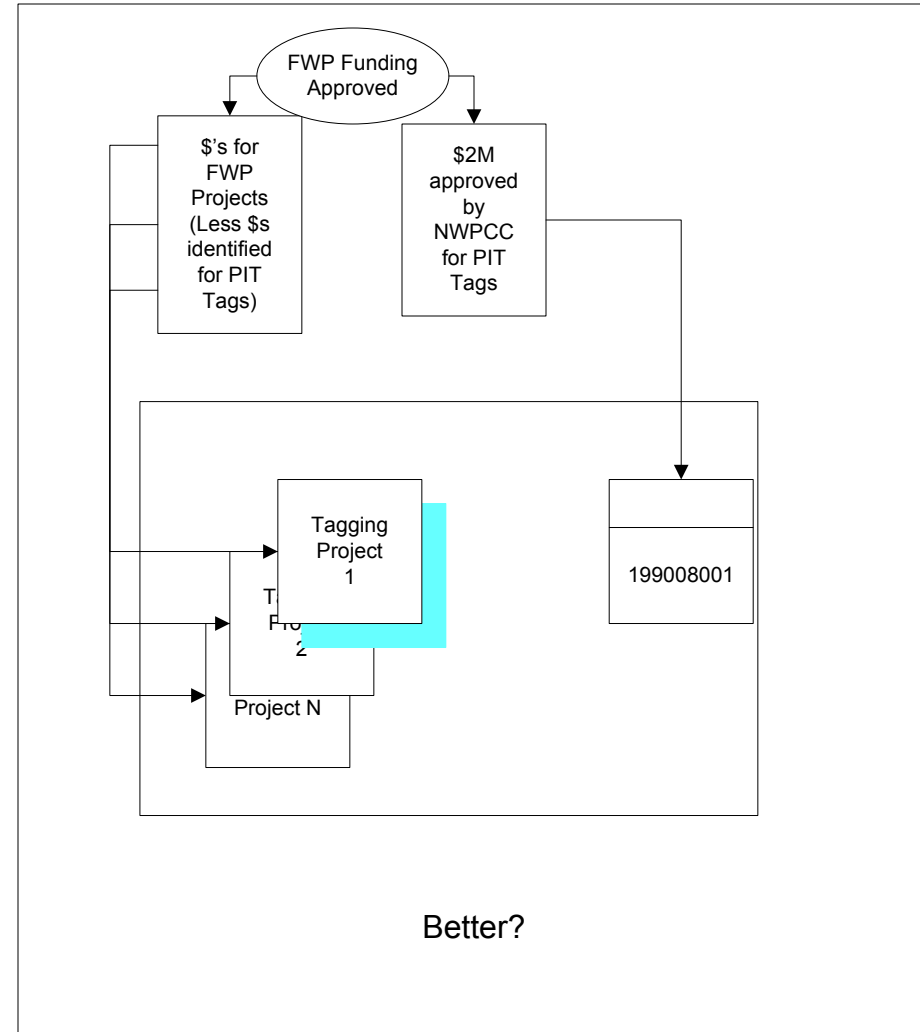 FWP Funding
Approved
$'s for
FWP
Projects
(Less $s
identified
for PIT
Tags)
$2M
approved
by
NWPCC
for PIT
Tags
Tagging
Project
1
199008001
2
Project N
Better?